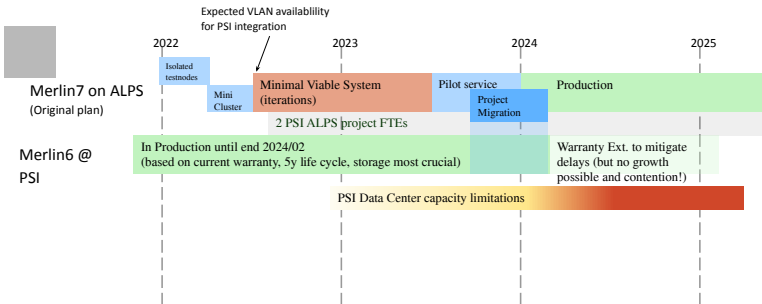 Expected VLAN availablility
for PSI integration
2022
2023
2024
2025
Isolated
testnodes
Mini
Cluster
Minimal Viable System
(iterations)
Pilot service
Project
Migration
Production
Merlin7 on ALPS
(Original plan)
2 PSI ALPS project FTEs
Merlin6 @
PSI
In Production until end 2024/02
(based on current warranty, 5y life cycle, storage most crucial)
Warranty Ext. to mitigate
delays (but no growth
possible and contention!)
PSI Data Center capacity limitations